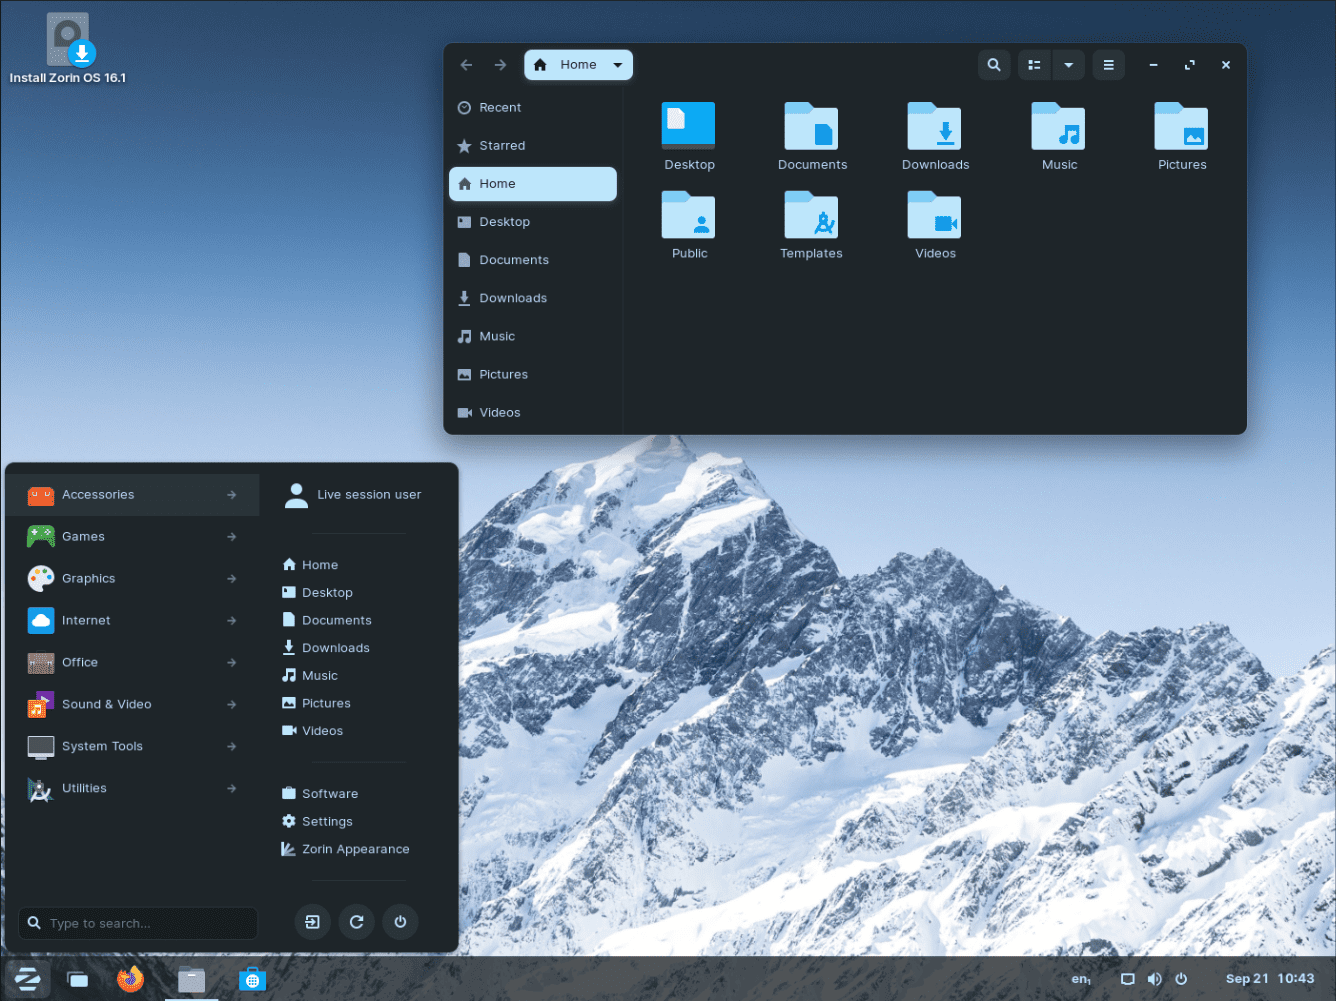 Install Zorin OS 16.1
Home
Recent
Starred
Home
Desktop
Documents
Downloads
Music
Pictures
Videos
Desktop
Documents
Downloads
Music
Pictures
Public
Templates
Videos
Accessories
Games
Graphics
Internet
Office
Sound & Video
System Tools
Utilities
Type to search...
Live session user
Home
Desktop
Documents
Downloads
Music
Pictures
Videos
Software
Settings
Zorin Appearance
en₁
Sep 21 10:43